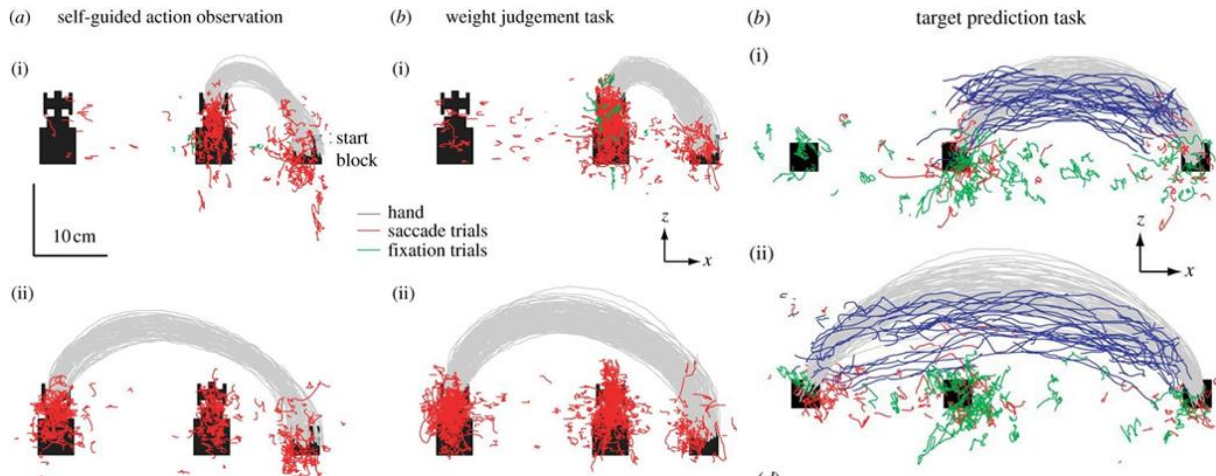 (a) self-guided action observation
(b) weight judgement task
(b) target prediction task
(i)
(i)
(i)
start
block
10 cm
hand
saccade trials
fixation trials
z
x
z
x
(ii)
(ii)
(ii)